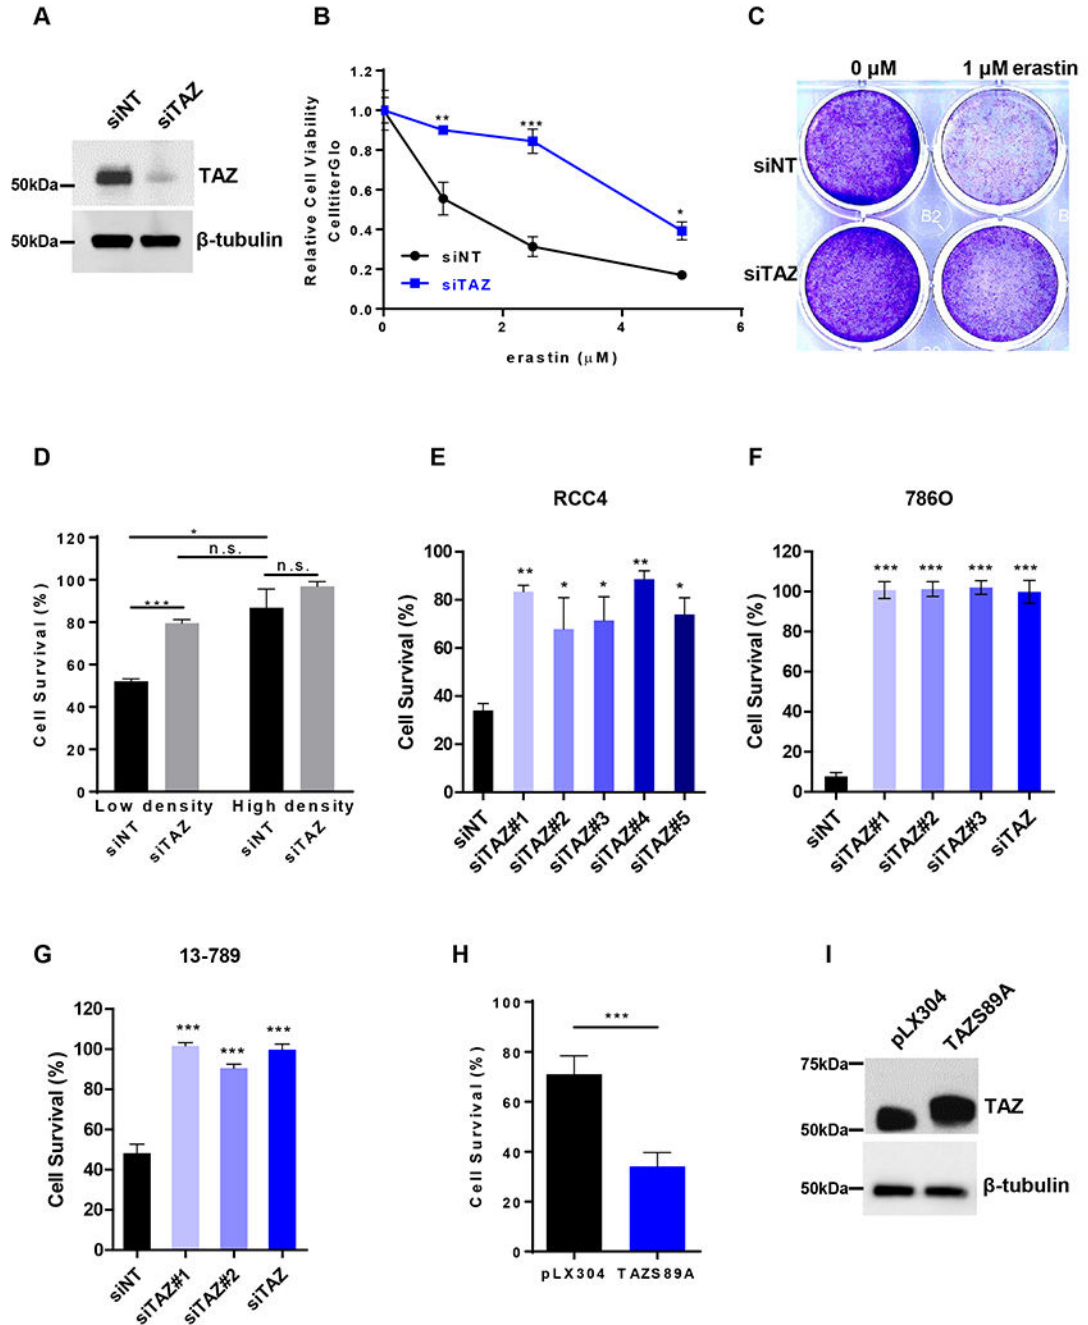 A
siNT
siTAZ
50kDa
TAZ
50kDa
β-tubulin
B
Relative Cell Viability
CelltiterGlo
1.2
1.0
0.8
0.6
0.4
0.2
0.0
**
***
*
siNT
siTAZ
0
2
4
6
erastin (μM)
C
0 μM
1 μM erastin
siNT
siTAZ
B2
B
D
Cell Survival (%)
120
100
80
60
40
20
0
*
n.s.
n.s.
***
Low density
High density
siNT
siTAZ
siNT
siTAZ
E
RCC4
Cell Survival (%)
100
80
60
40
20
0
**
*
*
**
*
siNT
siTAZ#1
siTAZ#2
siTAZ#3
siTAZ#4
siTAZ#5
F
786O
Cell Survival (%)
120
100
80
60
40
20
0
***
***
***
***
siNT
siTAZ#1
siTAZ#2
siTAZ#3
siTAZ
G
13-789
Cell Survival (%)
120
100
80
60
40
20
0
***
***
***
siNT
siTAZ#1
siTAZ#2
siTAZ
H
Cell Survival (%)
100
80
60
40
20
0
***
pLX304
TAZS89A
I
pLX304
TAZS89A
75kDa
50kDa
TAZ
50kDa
β-tubulin